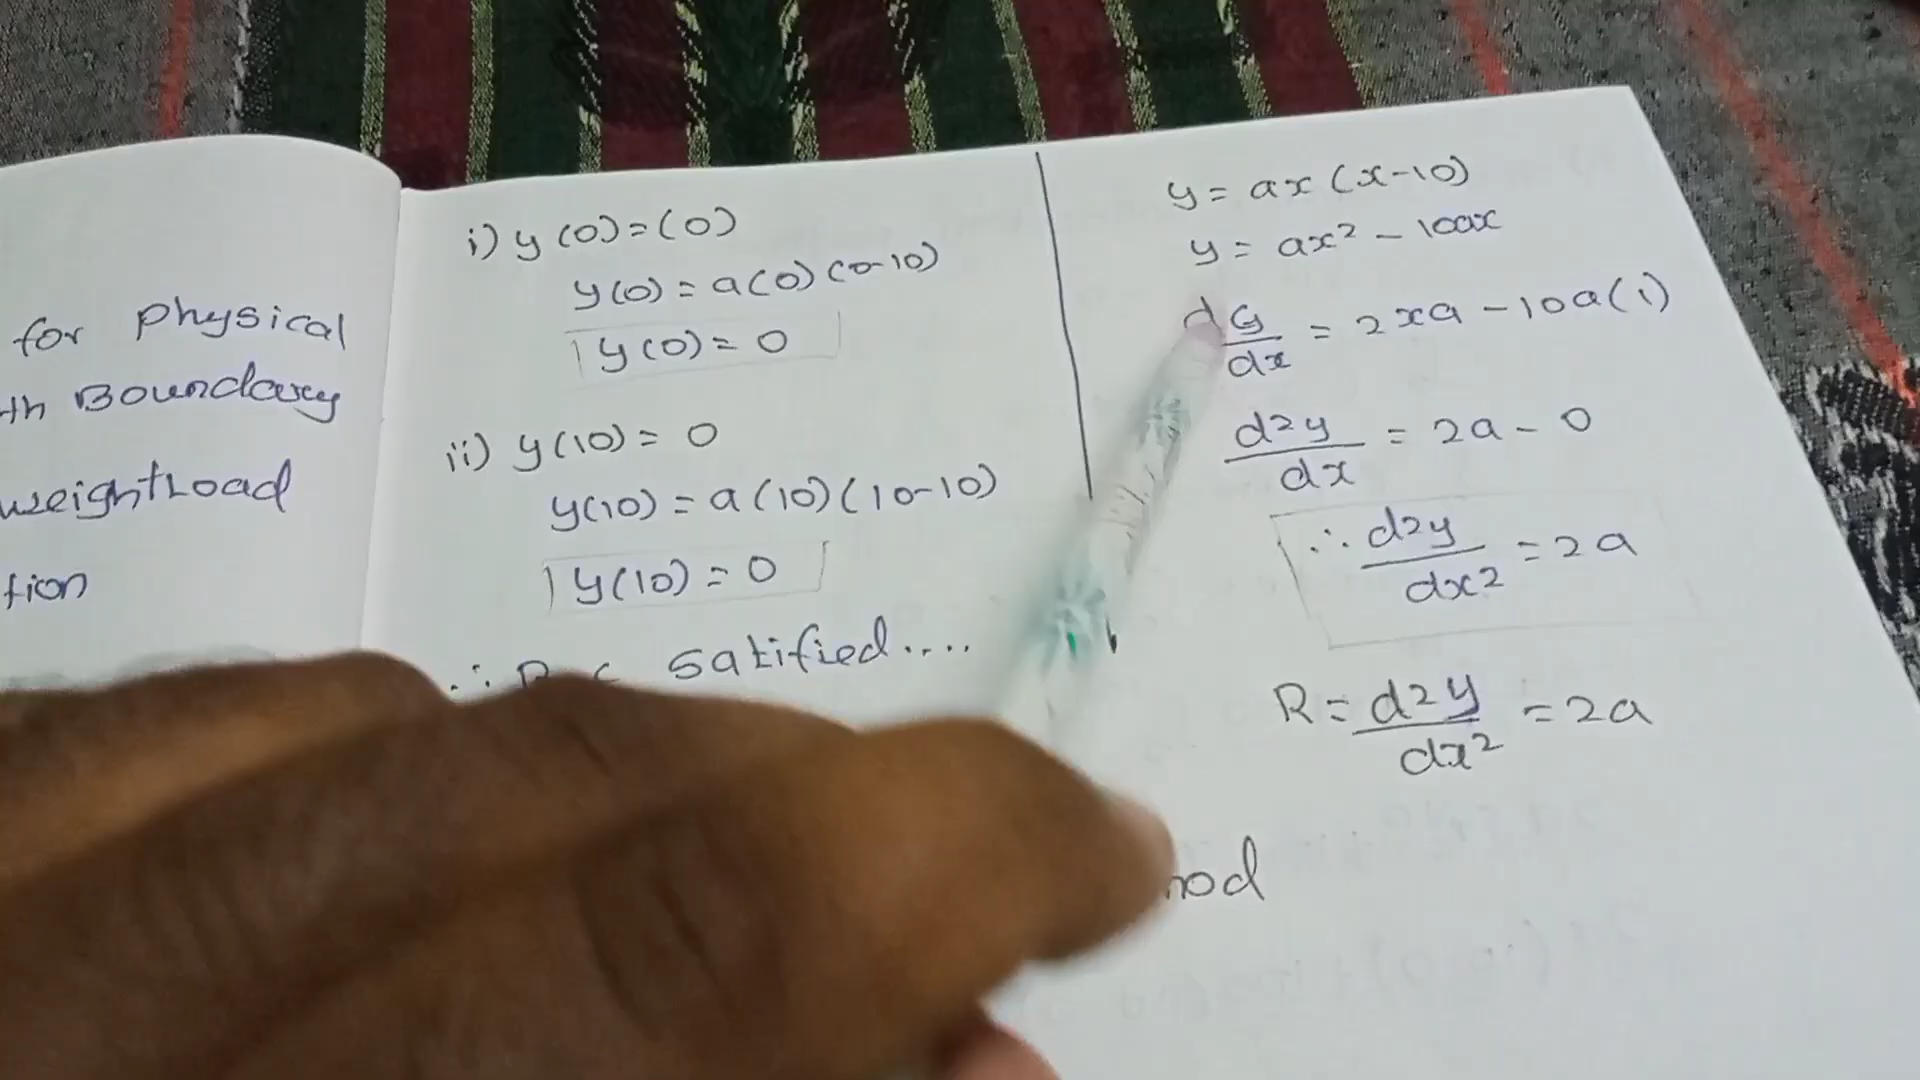 for physical
Boundary
weightLoad
tion
i) y(0)=(0)
y(0) = a(0)(0-10)
y(0) = 0
ii) y(10) = 0
y(10) = a(10)(10-10)
y(10) = 0
∴ satified....
y = ax(x-10)
y = ax² - 10ax
dy/dx = 2xa - 10a(1)
d2y/dx = 2a - 0
∴ d2y/dx2 = 2a
R = d2y/dx2 = 2a